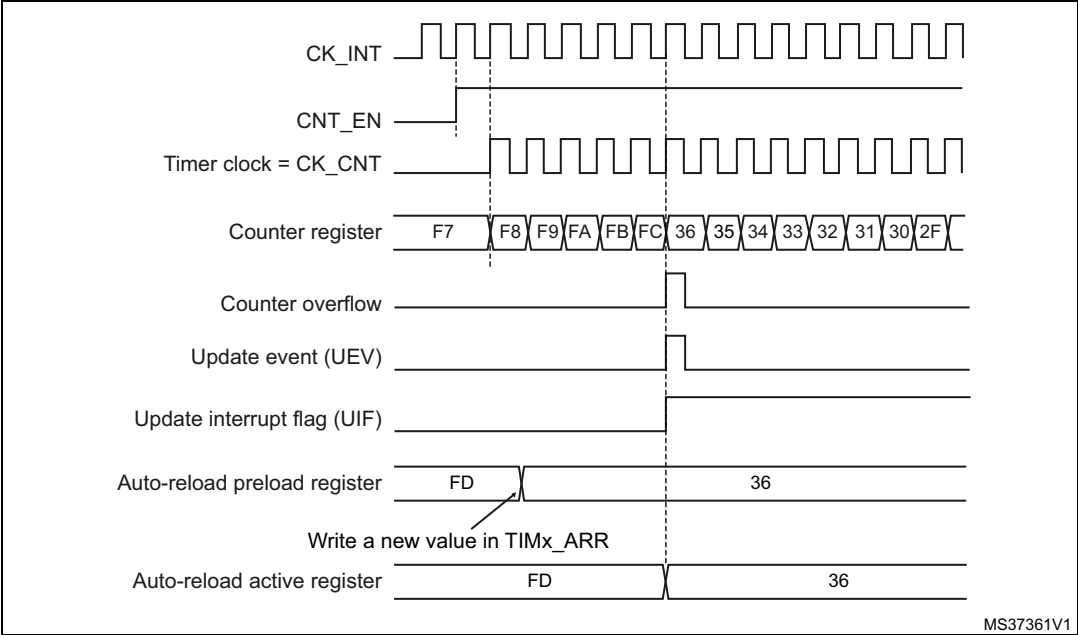 CK_INT
CNT_EN
Timer clock = CK_CNT
Counter register F7 F8 F9 FA FB FC 36 35 34 33 32 31 30 2F
Counter overflow
Update event (UEV)
Update interrupt flag (UIF)
Auto-reload preload register FD 36
Write a new value in TIMx_ARR
Auto-reload active register FD 36
MS37361V1